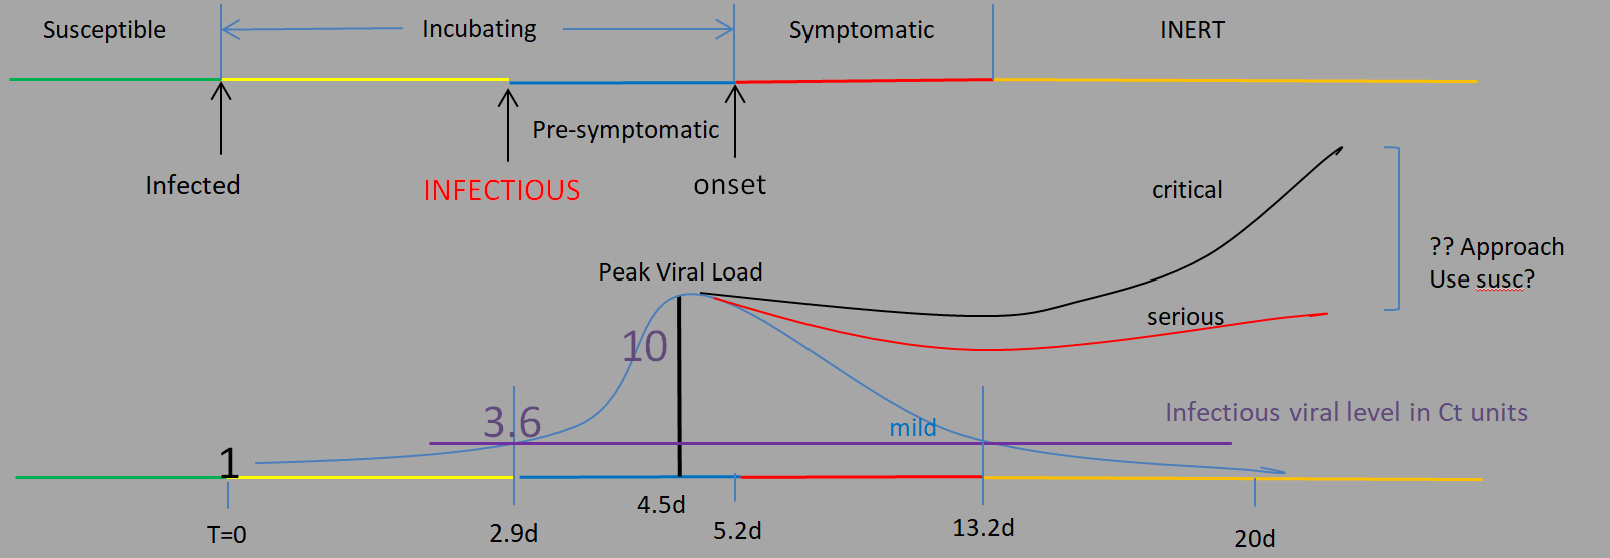 Susceptible
Incubating
Symptomatic
INERT
Pre-symptomatic
Infected
INFECTIOUS
onset
critical
?? Approach
Use susc?
Peak Viral Load
serious
10
3.6
mild
Infectious viral level in Ct units
1
4.5d
T=0
2.9d
5.2d
13.2d
20d